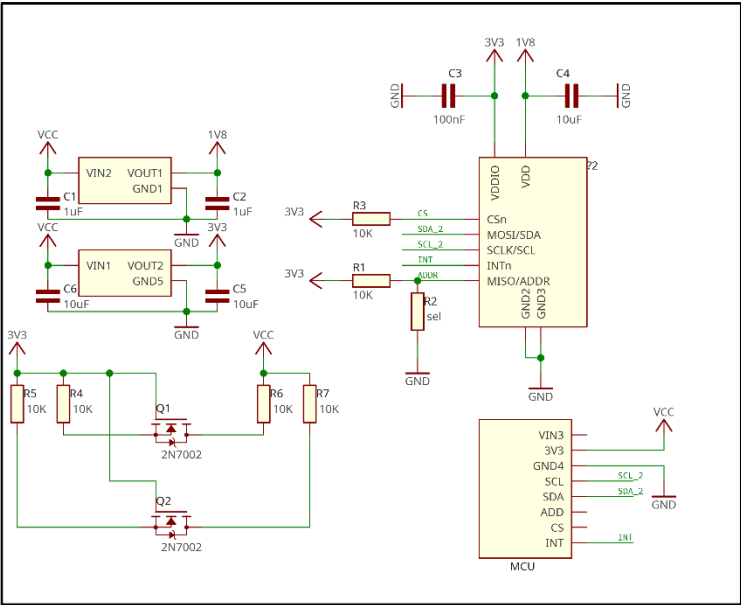 3V3 1V8
C3 C4
GND GND
100nF 10uF
VCC 1V8
VIN2 VOUT1
GND1
C1 C2
1uF 1uF
GND
VDDIO VDD
?2
VCC 3V3
VIN1 VOUT2
GND5
C6 C5
10uF 10uF
GND
3V3 R3 CS CSn
10K
SDA_2 MOSI/SDA
SCL_2 SCLK/SCL
INT INTn
3V3 R1 ADDR MISO/ADDR
10K
R2
sel
GND2 GND3
GND
GND
3V3 VCC
R5 R4 R6 R7
10K 10K 10K 10K
Q1
2N7002
Q2
2N7002
VCC
VIN3
3V3
GND4
SCL SCL_2
SDA SDA_2
GND
ADD
CS
INT INT
MCU